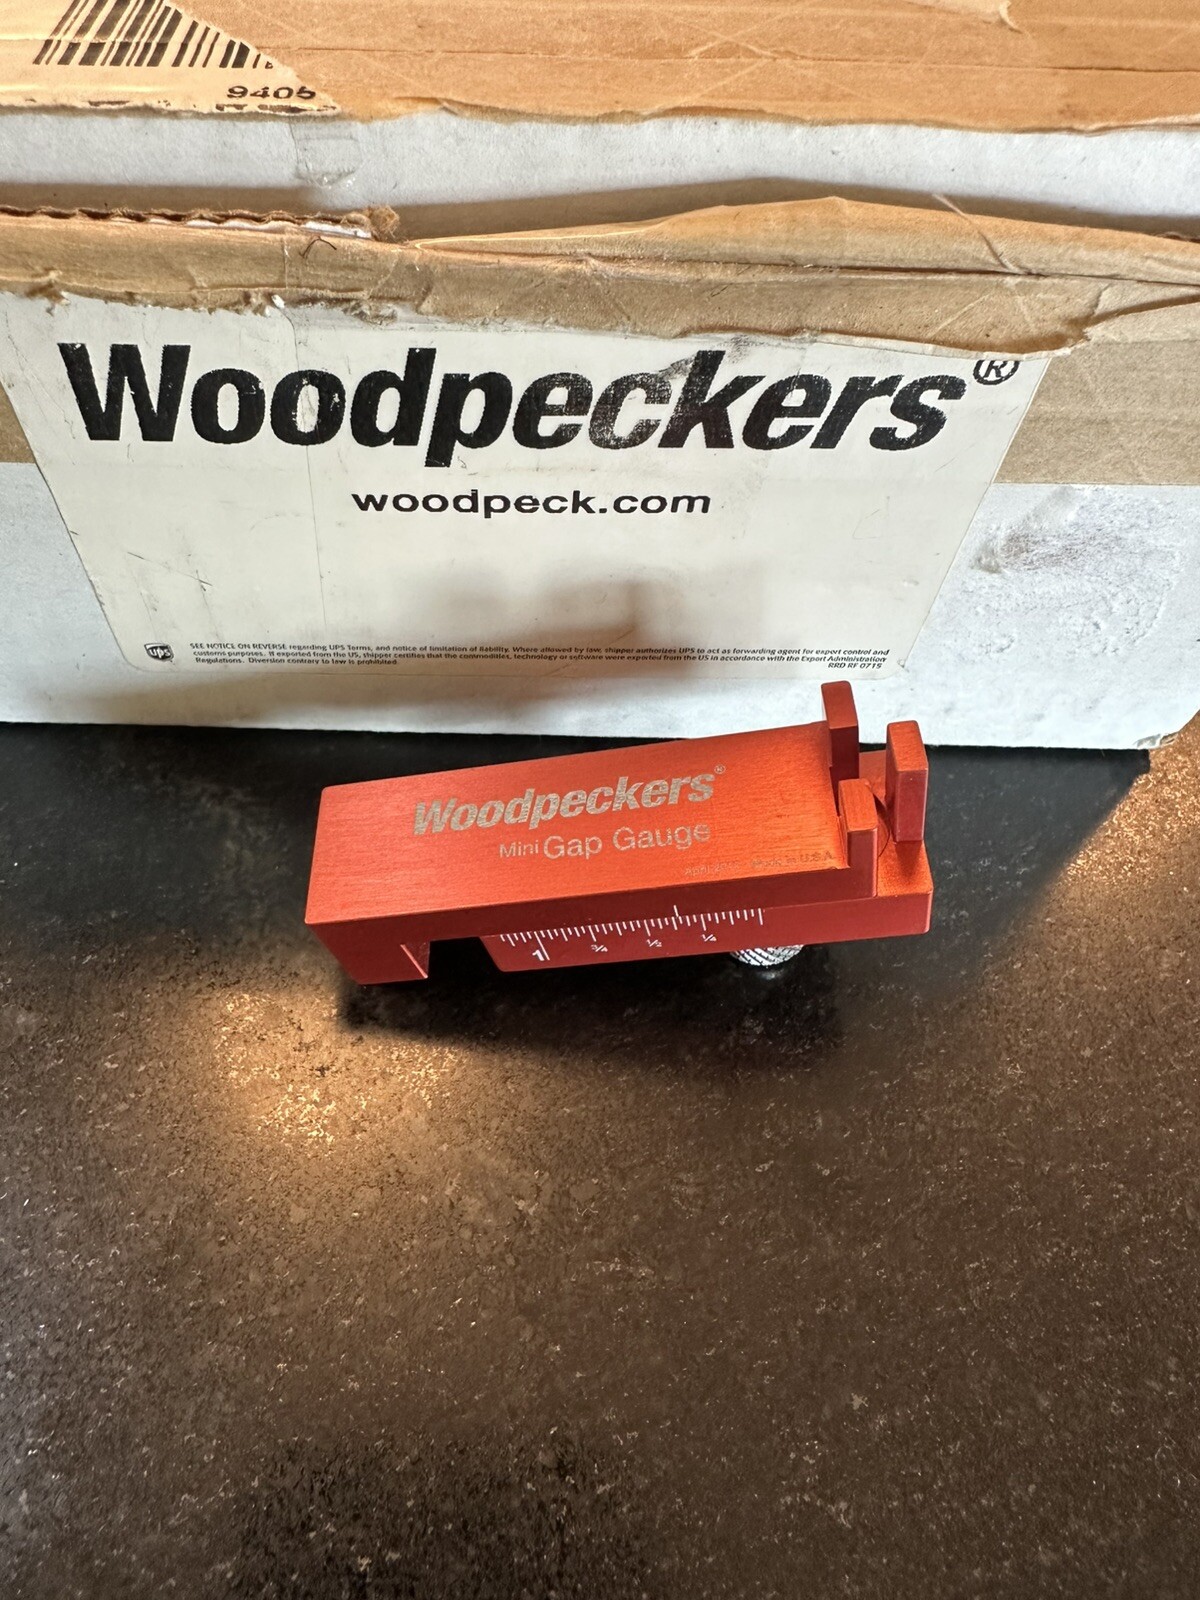 9405
Woodpeckers®
woodpeck.com
ups
SEE NOTICE ON REVERSE regarding UPS Terms, and notice of limitation of liability. Where allowed by law, shipper authorizes UPS to act as forwarding agent for export control and
customs purposes. If exported from the US, shipper certifies that the commodities, technology or software were exported from the US in accordance with the Export Administration
Regulations. Diversion contrary to law is prohibited.
RRD RF 0715
Woodpeckers®
Mini Gap Gauge
Made in U.S.A.
1 ¾ ½ ¼